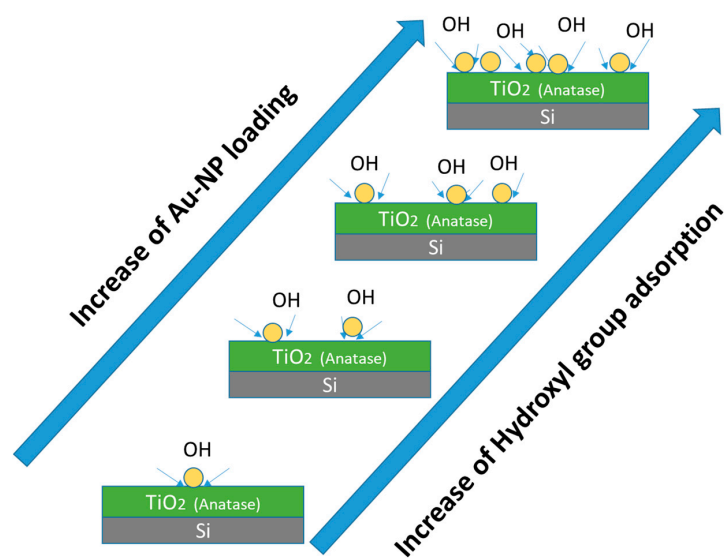 OH OH OH OH
TiO2 (Anatase)
Si
Increase of Au-NP loading
OH OH OH
TiO2 (Anatase)
Si
OH OH
TiO2 (Anatase)
Si
Increase of Hydroxyl group adsorption
OH
TiO2 (Anatase)
Si